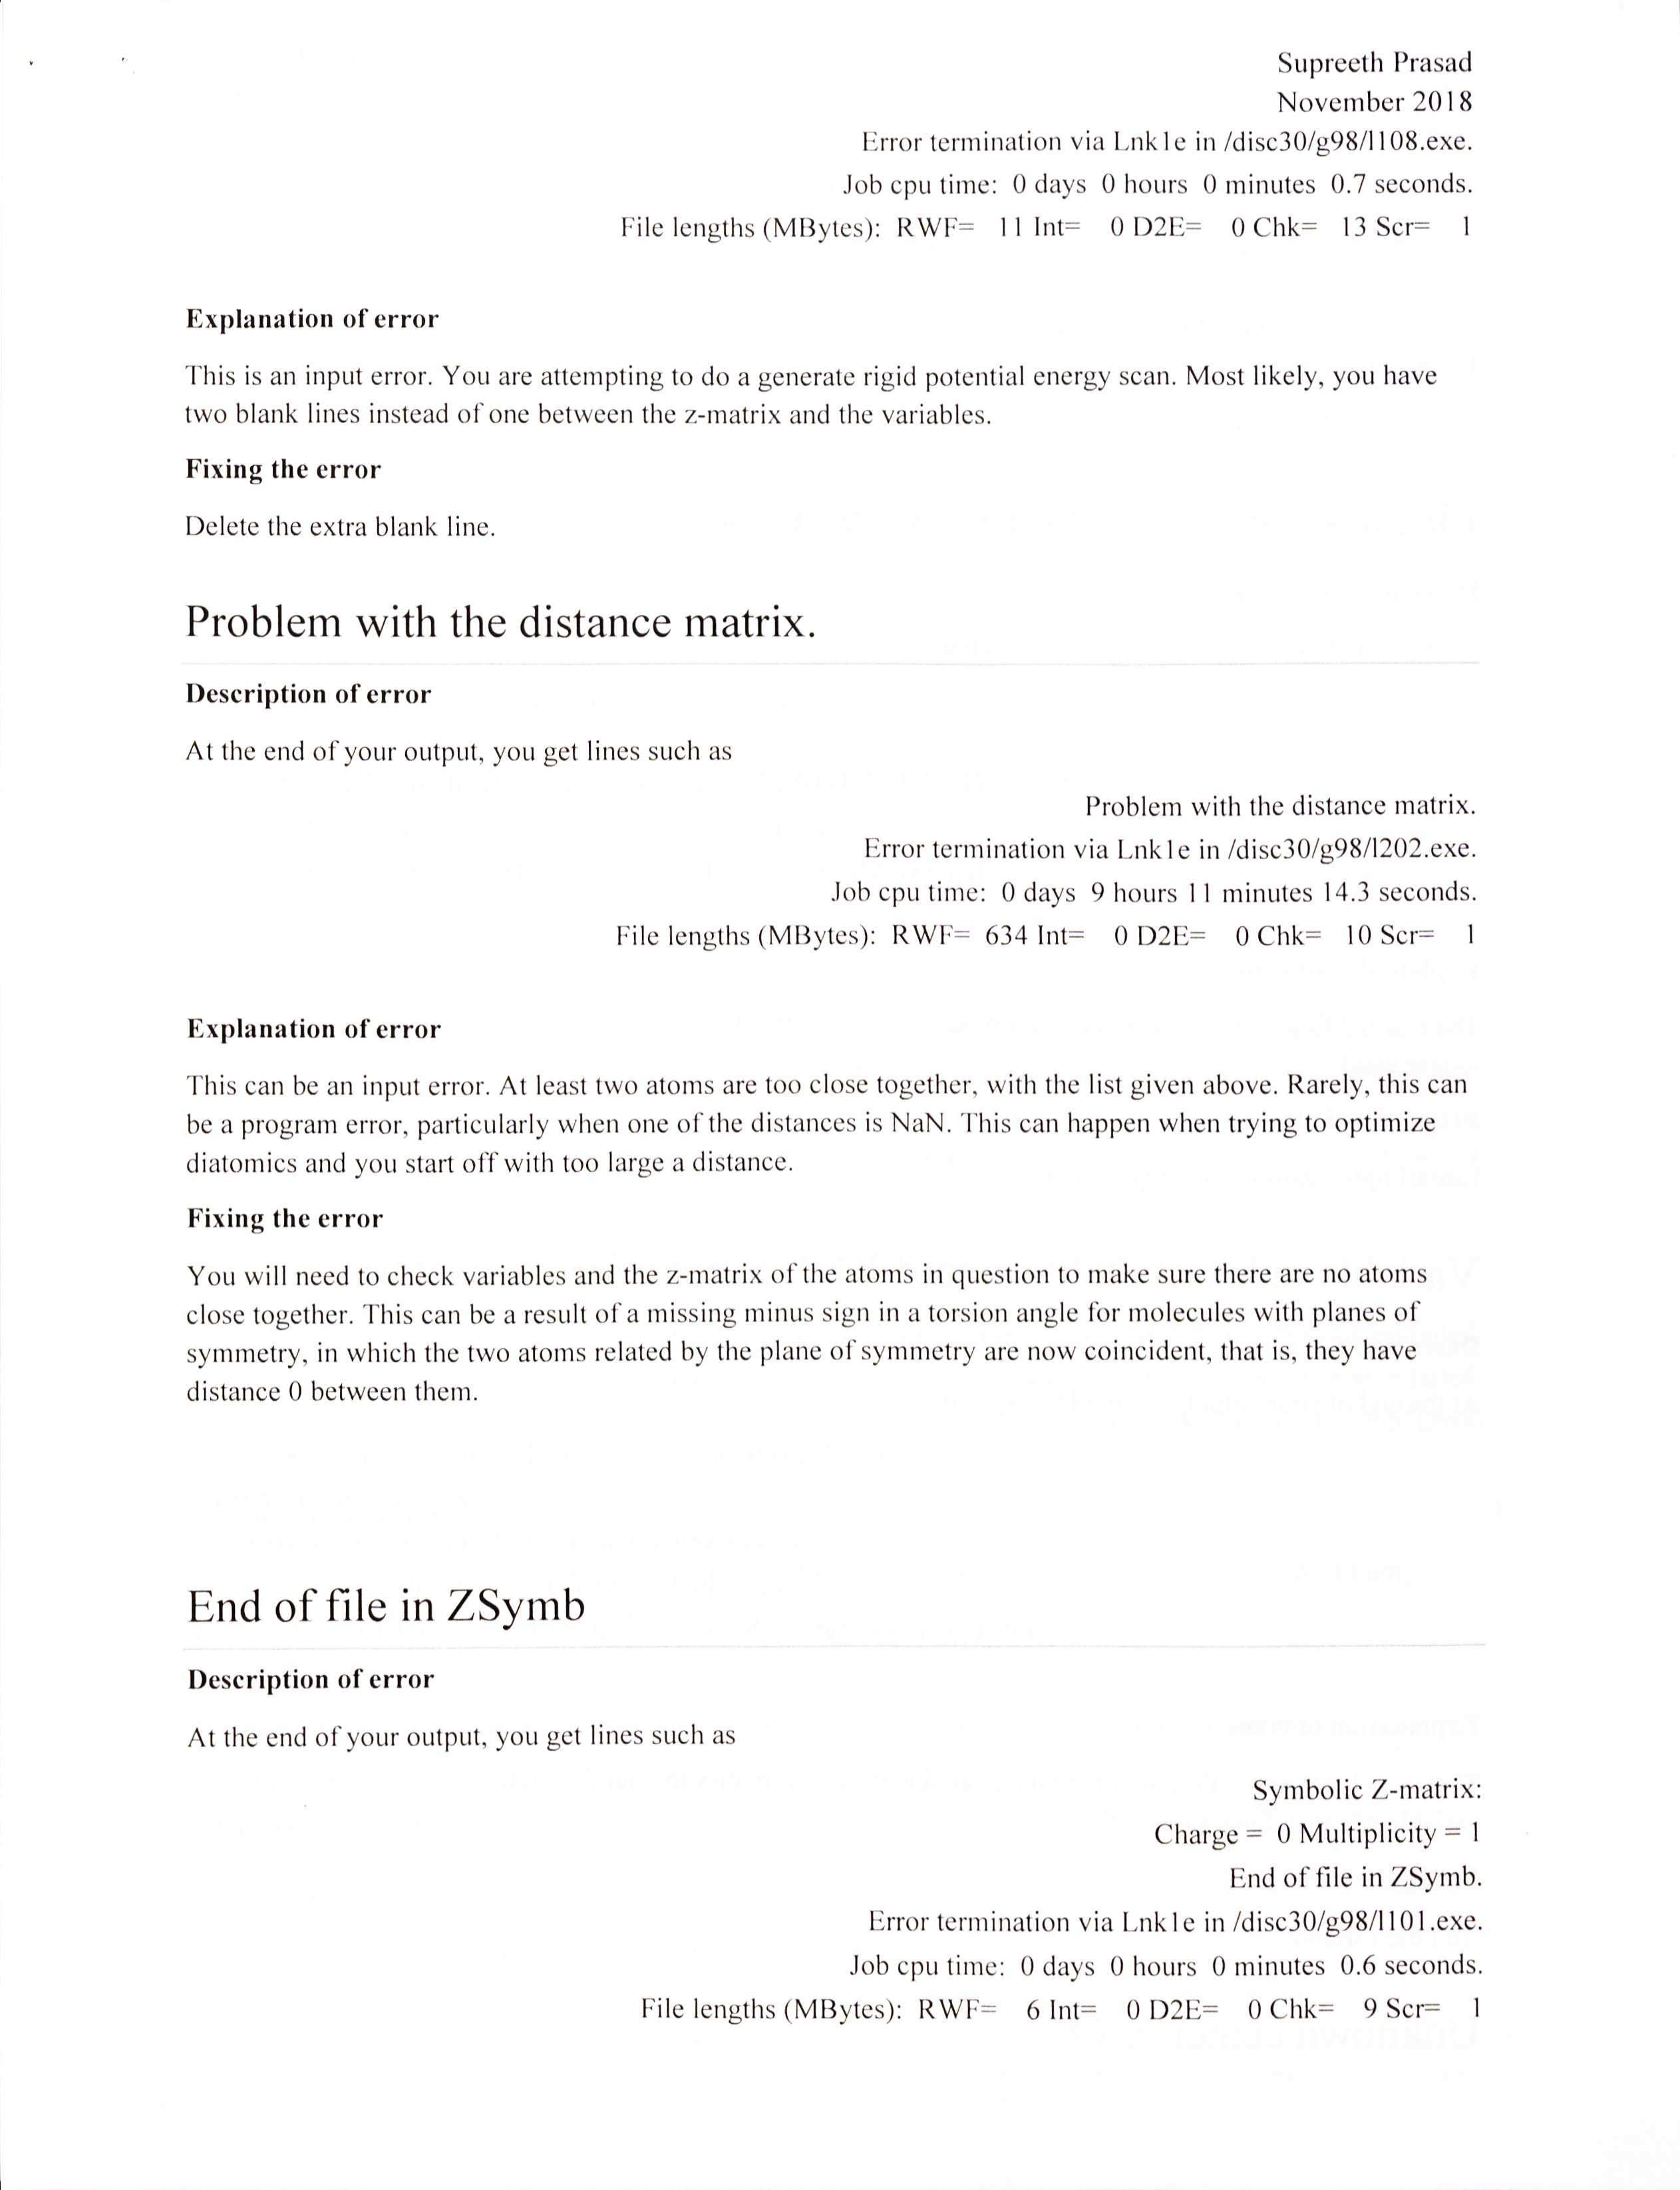 Supreeth Prasad
November 2018
Error termination via Lnk1e in /disc30/g98/l108.exe.
Job cpu time: 0 days 0 hours 0 minutes 0.7 seconds.
File lengths (MBytes): RWF= 11 Int= 0 D2E= 0 Chk= 13 Scr= 1
Explanation of error
This is an input error. You are attempting to do a generate rigid potential energy scan. Most likely, you have
two blank lines instead of one between the z-matrix and the variables.
Fixing the error
Delete the extra blank line.
Problem with the distance matrix.
Description of error
At the end of your output, you get lines such as
Problem with the distance matrix.
Error termination via Lnk1e in /disc30/g98/l202.exe.
Job cpu time: 0 days 9 hours 11 minutes 14.3 seconds.
File lengths (MBytes): RWF= 634 Int= 0 D2E= 0 Chk= 10 Scr= 1
Explanation of error
This can be an input error. At least two atoms are too close together, with the list given above. Rarely, this can
be a program error, particularly when one of the distances is NaN. This can happen when trying to optimize
diatomics and you start off with too large a distance.
Fixing the error
You will need to check variables and the z-matrix of the atoms in question to make sure there are no atoms
close together. This can be a result of a missing minus sign in a torsion angle for molecules with planes of
symmetry, in which the two atoms related by the plane of symmetry are now coincident, that is, they have
distance 0 between them.
End of file in ZSymb
Description of error
At the end of your output, you get lines such as
Symbolic Z-matrix:
Charge = 0 Multiplicity = 1
End of file in ZSymb.
Error termination via Lnk1e in /disc30/g98/l101.exe.
Job cpu time: 0 days 0 hours 0 minutes 0.6 seconds.
File lengths (MBytes): RWF= 6 Int= 0 D2E= 0 Chk= 9 Scr= 1